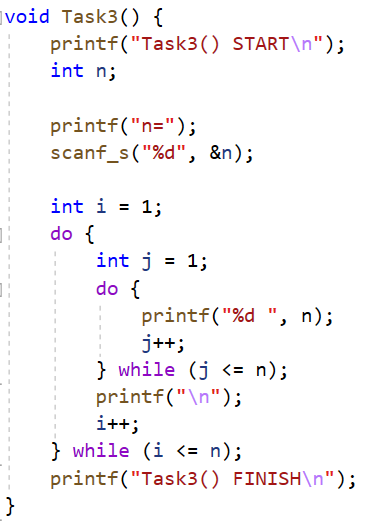 void Task3() {
    printf("Task3() START\n");
    int n;

    printf("n=");
    scanf_s("%d", &n);

    int i = 1;
    do {
        int j = 1;
        do {
            printf("%d ", n);
            j++;
        } while (j <= n);
        printf("\n");
        i++;
    } while (i <= n);
    printf("Task3() FINISH\n");
}